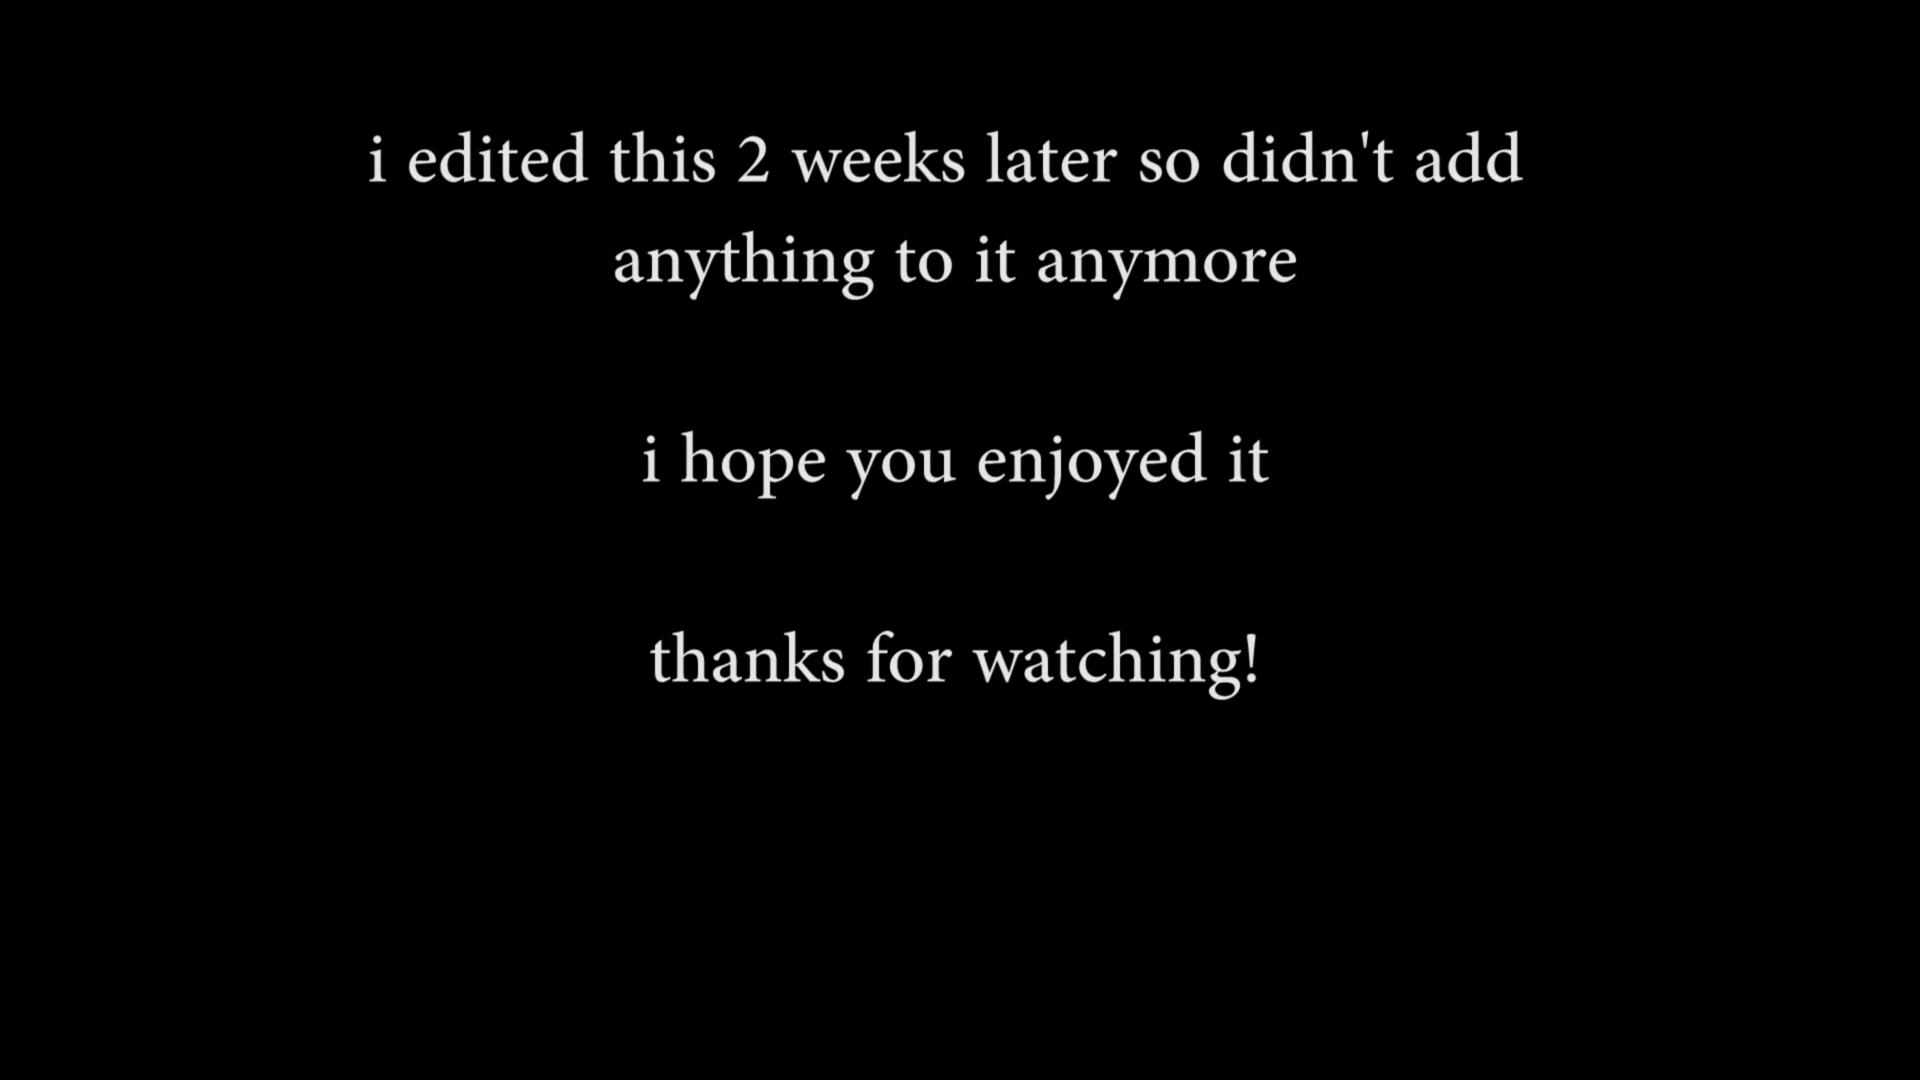 i edited this 2 weeks later so didn't add
anything to it anymore
i hope you enjoyed it
thanks for watching!